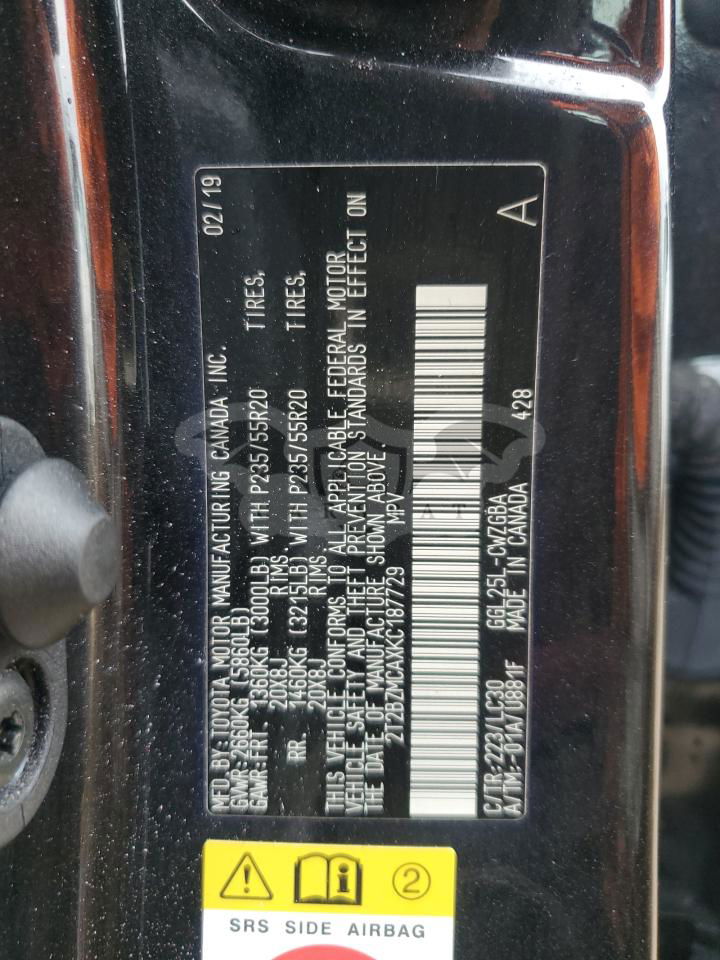 MFD.BY:TOYOTA MOTOR MANUFACTURING CANADA INC. 02/19
GVWR:2660KG (5860LB)
GAWR:FRT 1360KG (3000LB) WITH P235/55R20 TIRES,
20X8J RIMS,
RR. 1460KG (3215LB) WITH P235/55R20 TIRES,
20X8J RIMS
THIS VEHICLE CONFORMS TO ALL APPLICABLE FEDERAL MOTOR
VEHICLE SAFETY AND THEFT PREVENTION STANDARDS IN EFFECT ON
THE DATE OF MANUFACTURE SHOWN ABOVE.
2T2BZMCAXKC187729 MPV
C/TR:223/LC30 GGL25L-CWZGBA
A/TM:-01A/U881F MADE IN CANADA 428 A
2
SRS SIDE AIRBAG